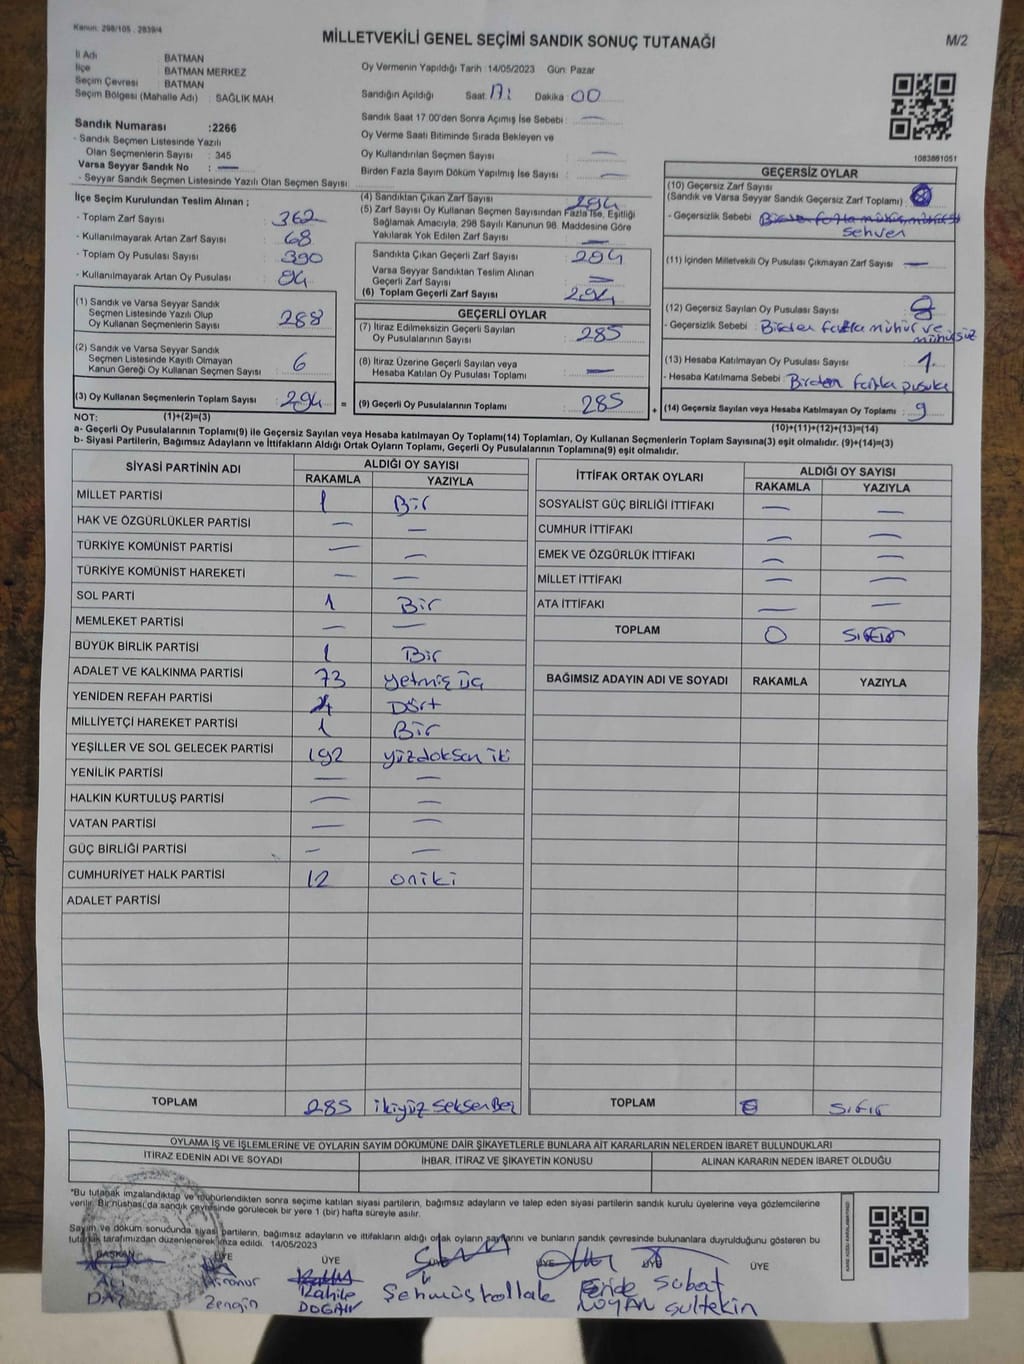 Kanun: 298/105 . 2839/4
MİLLETVEKİLİ GENEL SEÇİMİ SANDIK SONUÇ TUTANAĞI
M/2
İl Adı : BATMAN
İlçe : BATMAN MERKEZ
Seçim Çevresi : BATMAN
Seçim Bölgesi (Mahalle Adı) : SAĞLIK MAH
Oy Vermenin Yapıldığı Tarih :14/05/2023 Gün: Pazar
Sandığın Açıldığı Saat: 17: Dakika 00
Sandık Saat 17.00'den Sonra Açılmış İse Sebebi : —
Oy Verme Saati Bitiminde Sırada Bekleyen ve
Oy Kullandırılan Seçmen Sayısı : —
Birden Fazla Sayım Döküm Yapılmış İse Sayısı : —
Sandık Numarası :2266
- Sandık Seçmen Listesinde Yazılı
Olan Seçmenlerin Sayısı : 345
Varsa Seyyar Sandık No : —
- Seyyar Sandık Seçmen Listesinde Yazılı Olan Seçmen Sayısı:
1083861051
İlçe Seçim Kurulundan Teslim Alınan ;
- Toplam Zarf Sayısı : 362
- Kullanılmayarak Artan Zarf Sayısı : 68
- Toplam Oy Pusulası Sayısı : 390
- Kullanılmayarak Artan Oy Pusulası : 94
(1) Sandık ve Varsa Seyyar Sandık
Seçmen Listesinde Yazılı Olup
Oy Kullanan Seçmenlerin Sayısı : 288
(2) Sandık ve Varsa Seyyar Sandık
Seçmen Listesinde Kayıtlı Olmayan
Kanun Gereği Oy Kullanan Seçmen Sayısı : 6
(3) Oy Kullanan Seçmenlerin Toplam Sayısı : 294 =
(4) Sandıktan Çıkan Zarf Sayısı : 294
(5) Zarf Sayısı Oy Kullanan Seçmen Sayısından Fazla İse, Eşitliği
Sağlamak Amacıyla, 298 Sayılı Kanunun 98. Maddesine Göre
Yakılarak Yok Edilen Zarf Sayısı : —
Sandıkta Çıkan Geçerli Zarf Sayısı : 294
Varsa Seyyar Sandıktan Teslim Alınan
Geçerli Zarf Sayısı : —
(6) Toplam Geçerli Zarf Sayısı : 294
GEÇERLİ OYLAR
(7) İtiraz Edilmeksizin Geçerli Sayılan
Oy Pusulalarının Sayısı : 285
(8) İtiraz Üzerine Geçerli Sayılan veya
Hesaba Katılan Oy Pusulası Toplamı : —
(9) Geçerli Oy Pusulalarının Toplamı : 285 +
GEÇERSİZ OYLAR
(10) Geçersiz Zarf Sayısı
(Sandık ve Varsa Seyyar Sandık Geçersiz Zarf Toplamı) :
- Geçersizlik Sebebi :
sehven
(11) İçinden Milletvekili Oy Pusulası Çıkmayan Zarf Sayısı : —
(12) Geçersiz Sayılan Oy Pusulası Sayısı : 8
- Geçersizlik Sebebi : Birden fazla mühür ve
mühürsüz
(13) Hesaba Katılmayan Oy Pusulası Sayısı : 1
- Hesaba Katılmama Sebebi : Birden fazla pusula
(14) Geçersiz Sayılan veya Hesaba Katılmayan Oy Toplamı : 9
NOT: (1)+(2)=(3)
(10)+(11)+(12)+(13)=(14)
a- Geçerli Oy Pusulalarının Toplamı(9) ile Geçersiz Sayılan veya Hesaba katılmayan Oy Toplamı(14) Toplamları, Oy Kullanan Seçmenlerin Toplam Sayısına(3) eşit olmalıdır. (9)+(14)=(3)
b- Siyasi Partilerin, Bağımsız Adayların ve İttifakların Aldığı Ortak Oyların Toplamı, Geçerli Oy Pusulalarının Toplamına(9) eşit olmalıdır.
SİYASİ PARTİNİN ADI ALDIĞI OY SAYISI
RAKAMLA YAZIYLA
MİLLET PARTİSİ 1 Bir
HAK VE ÖZGÜRLÜKLER PARTİSİ — —
TÜRKİYE KOMÜNİST PARTİSİ — —
TÜRKİYE KOMÜNİST HAREKETİ — —
SOL PARTİ 1 Bir
MEMLEKET PARTİSİ — —
BÜYÜK BİRLİK PARTİSİ 1 Bir
ADALET VE KALKINMA PARTİSİ 73 yetmiş üç
YENİDEN REFAH PARTİSİ 4 Dört
MİLLİYETÇİ HAREKET PARTİSİ 1 Bir
YEŞİLLER VE SOL GELECEK PARTİSİ 192 yüzdoksan iki
YENİLİK PARTİSİ — —
HALKIN KURTULUŞ PARTİSİ — —
VATAN PARTİSİ — —
GÜÇ BİRLİĞİ PARTİSİ — —
CUMHURİYET HALK PARTİSİ 12 oniki
ADALET PARTİSİ
TOPLAM 285 ikiyüz seksen Beş
İTTİFAK ORTAK OYLARI ALDIĞI OY SAYISI
RAKAMLA YAZIYLA
SOSYALİST GÜÇ BİRLİĞİ İTTİFAKI — —
CUMHUR İTTİFAKI — —
EMEK VE ÖZGÜRLÜK İTTİFAKI — —
MİLLET İTTİFAKI — —
ATA İTTİFAKI — —
TOPLAM 0 sıfır
BAĞIMSIZ ADAYIN ADI VE SOYADI RAKAMLA YAZIYLA
TOPLAM 0 sıfır
OYLAMA İŞ VE İŞLEMLERİNE VE OYLARIN SAYIM DÖKÜMÜNE DAİR ŞİKAYETLERLE BUNLARA AİT KARARLARIN NELERDEN İBARET BULUNDUKLARI
İTİRAZ EDENİN ADI VE SOYADI İHBAR, İTİRAZ VE ŞİKAYETİN KONUSU ALINAN KARARIN NEDEN İBARET OLDUĞU
"Bu tutanak imzalandıktan ve mühürlendikten sonra seçime katılan siyasi partilerin, bağımsız adayların ve talep eden siyasi partilerin sandık kurulu üyelerine veya gözlemcilerine
verilir. Bir nüshası da sandık çevresinde görülecek bir yere 1 (bir) hafta süreyle asılır.
Sayım ve döküm sonucunda siyasi partilerin, bağımsız adayların ve ittifakların aldığı ortak oyların sayılarını ve bunların sandık çevresinde bulunanlara duyrulduğunu gösteren bu
tutanak tarafımızdan düzenlenerek imza edildi. 14/05/2023
BAŞKAN ÜYE ÜYE ÜYE ÜYE ÜYE
Rahile Şehmus Feride Subat
Zengin DOĞAN NOYAN Gültekin